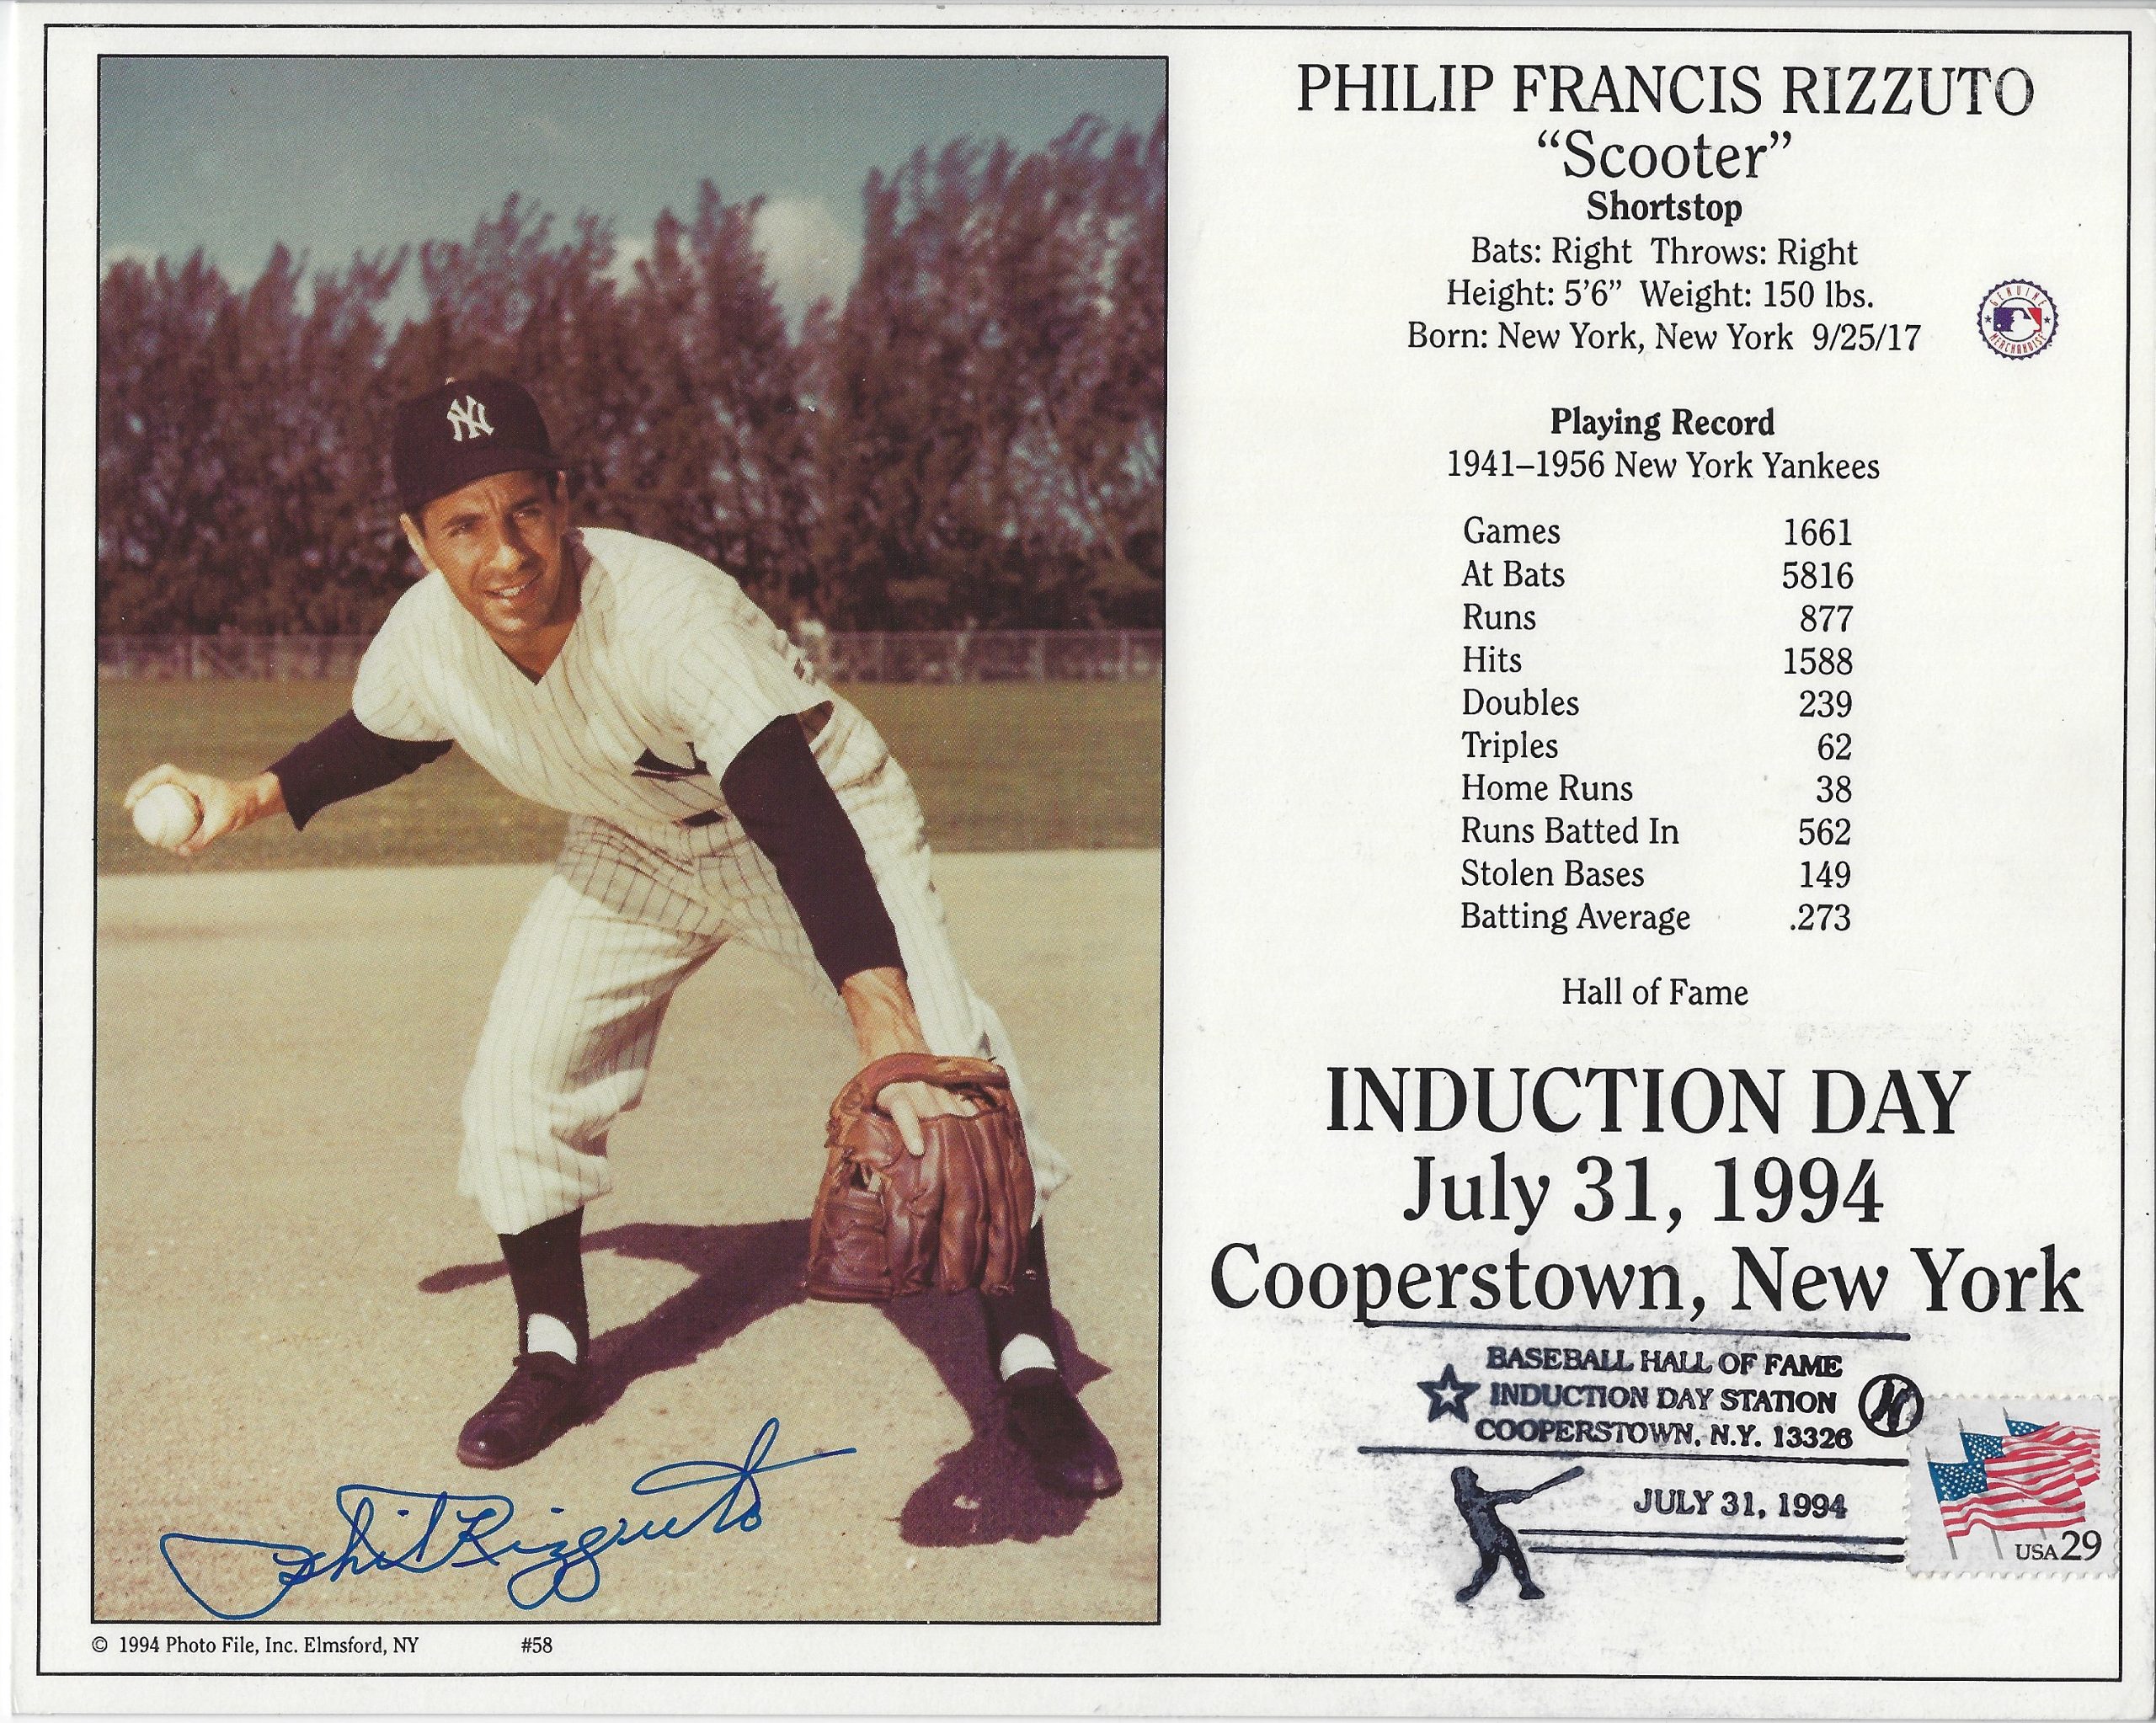 PHILIP FRANCIS RIZZUTO
“Scooter”
Shortstop
Bats: Right Throws: Right
Height: 5'6” Weight: 150 lbs.
Born: New York, New York 9/25/17
GENUINE
MERCHANDISE
Playing Record
1941–1956 New York Yankees
Games 1661
At Bats 5816
Runs 877
Hits 1588
Doubles 239
Triples 62
Home Runs 38
Runs Batted In 562
Stolen Bases 149
Batting Average .273
Hall of Fame
INDUCTION DAY
July 31, 1994
Cooperstown, New York
BASEBALL HALL OF FAME
INDUCTION DAY STATION
COOPERSTOWN, N.Y. 13326
JULY 31, 1994
USA 29
NY
Phil Rizzuto
© 1994 Photo File, Inc. Elmsford, NY #58